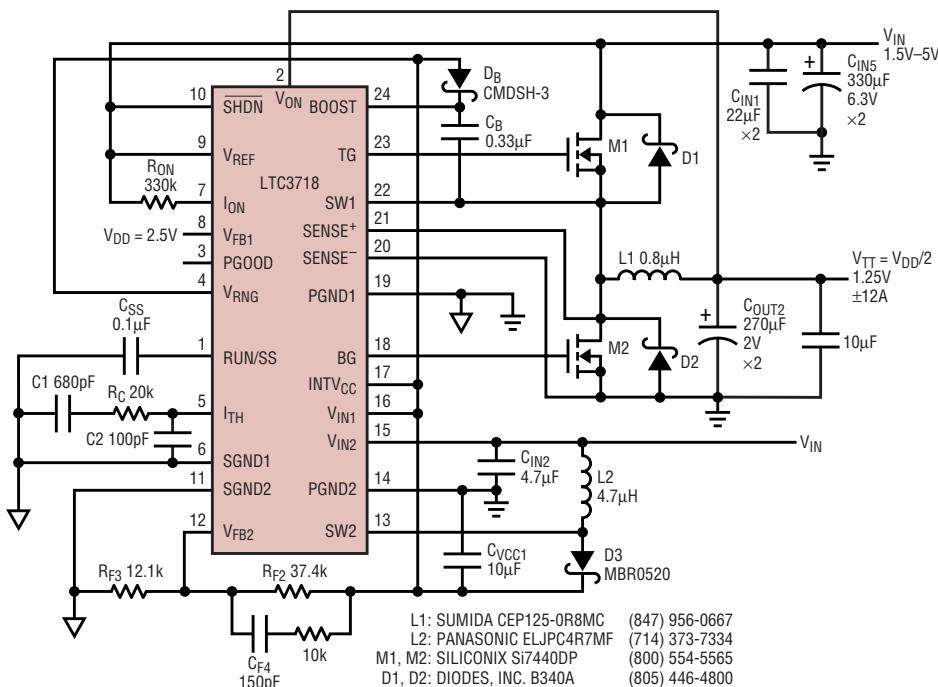 VIN
1.5V–5V
2
VON
DB
CMDSH-3
CIN1
22µF
×2
+
CIN5
330µF
6.3V
×2
10
SHDN
BOOST
24
CB
0.33µF
9
VREF
TG
23
M1
D1
RON
330k
LTC3718
7
ION
SW1
22
VDD = 2.5V
8
VFB1
SENSE+
21
3
PGOOD
SENSE–
20
L1 0.8µH
VTT = VDD/2
1.25V
±12A
4
VRNG
PGND1
19
CSS
0.1µF
+
COUT2
270µF
2V
×2
10µF
1
RUN/SS
BG
18
M2
D2
INTVCC
17
C1 680pF
RC 20k
5
ITH
VIN1
16
C2 100pF
VIN2
15
VIN
6
SGND1
CIN2
4.7µF
L2
4.7µH
11
SGND2
PGND2
14
12
VFB2
SW2
13
CVCC1
10µF
D3
MBR0520
RF3 12.1k
RF2 37.4k
CF4
150pF
10k
L1: SUMIDA CEP125-0R8MC (847) 956-0667
L2: PANASONIC ELJPC4R7MF (714) 373-7334
M1, M2: SILICONIX Si7440DP (800) 554-5565
D1, D2: DIODES, INC. B340A (805) 446-4800